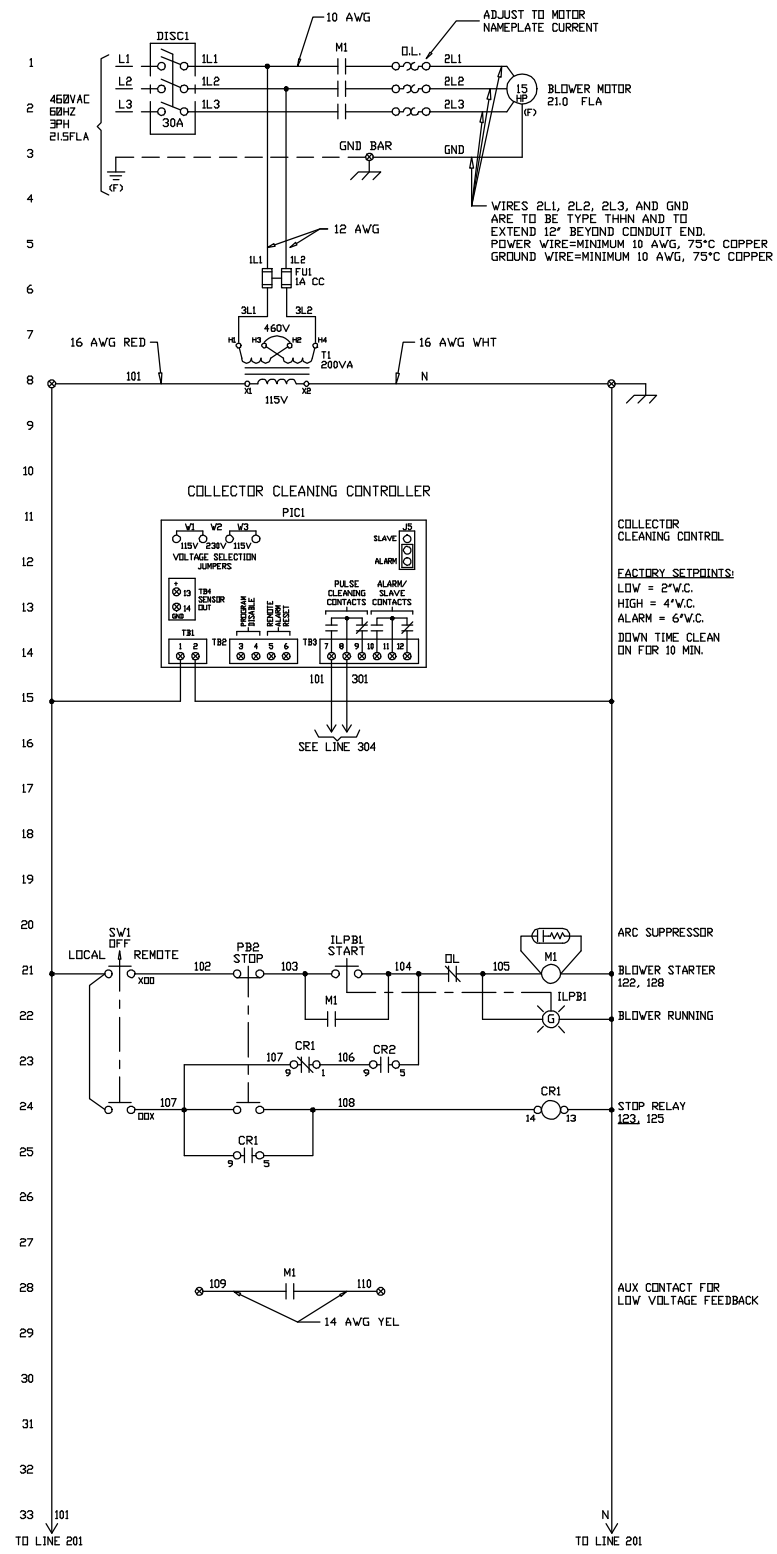 10 AWG
ADJUST TO MOTOR
NAMEPLATE CURRENT
DISC1
M1
O.L.
1
L1
1L1
2L1
L2
1L2
2L2
15
HP
(F)
BLOWER MOTOR
21.0 FLA
460VAC
60HZ
3PH
21.5FLA
2
L3
1L3
2L3
30A
3
GND BAR
GND
(F)
4
WIRES 2L1, 2L2, 2L3, AND GND
ARE TO BE TYPE THHN AND TO
EXTEND 12" BEYOND CONDUIT END.
POWER WIRE=MINIMUM 10 AWG, 75°C COPPER
GROUND WIRE=MINIMUM 10 AWG, 75°C COPPER
12 AWG
5
1L1
1L2
FU1
1A CC
6
3L1
3L2
7
460V
H1
H3
H2
H4
16 AWG RED
16 AWG WHT
T1
200VA
8
101
N
X1
X2
115V
9
10
COLLECTOR CLEANING CONTROLLER
PIC1
11
W1
W2
W3
J5
115V
230V
115V
VOLTAGE SELECTION
JUMPERS
SLAVE
ALARM
COLLECTOR
CLEANING CONTROL
12
+
13
14
GND
TB4
SENSOR
OUT
PROGRAM
DISABLE
REMOTE
ALARM
RESET
PULSE
CLEANING
CONTACTS
ALARM/
SLAVE
CONTACTS
FACTORY SETPOINTS:
LOW = 2"W.C.
HIGH = 4"W.C.
ALARM = 6"W.C.
DOWN TIME CLEAN
ON FOR 10 MIN.
13
TB1
TB2
TB3
14
1
2
3
4
5
6
7
8
9
10
11
12
101
301
15
16
SEE LINE 304
17
18
19
20
SW1
OFF
LOCAL
REMOTE
PB2
STOP
ILPB1
START
ARC SUPPRESSOR
21
X00
102
103
104
OL
105
M1
BLOWER STARTER
122, 128
22
M1
ILPB1
G
BLOWER RUNNING
23
107
CR1
106
CR2
9
1
9
5
24
107
00X
108
CR1
14
13
STOP RELAY
123, 125
25
CR1
9
5
26
27
28
109
M1
110
AUX CONTACT FOR
LOW VOLTAGE FEEDBACK
14 AWG YEL
29
30
31
32
33
101
N
TO LINE 201
TO LINE 201